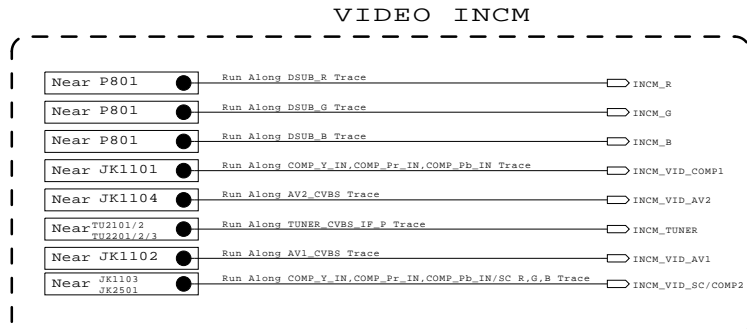 VIDEO INCM
Near P801 Run Along DSUB_R Trace INCM_R
Near P801 Run Along DSUB_G Trace INCM_G
Near P801 Run Along DSUB_B Trace INCM_B
Near JK1101 Run Along COMP_Y_IN,COMP_Pr_IN,COMP_Pb_IN Trace INCM_VID_COMP1
Near JK1104 Run Along AV2_CVBS Trace INCM_VID_AV2
Near TU2101/2 Run Along TUNER_CVBS_IF_P Trace INCM_TUNER
TU2201/2/3
Near JK1102 Run Along AV1_CVBS Trace INCM_VID_AV1
Near JK1103 Run Along COMP_Y_IN,COMP_Pr_IN,COMP_Pb_IN/SC R,G,B Trace INCM_VID_SC/COMP2
JK2501